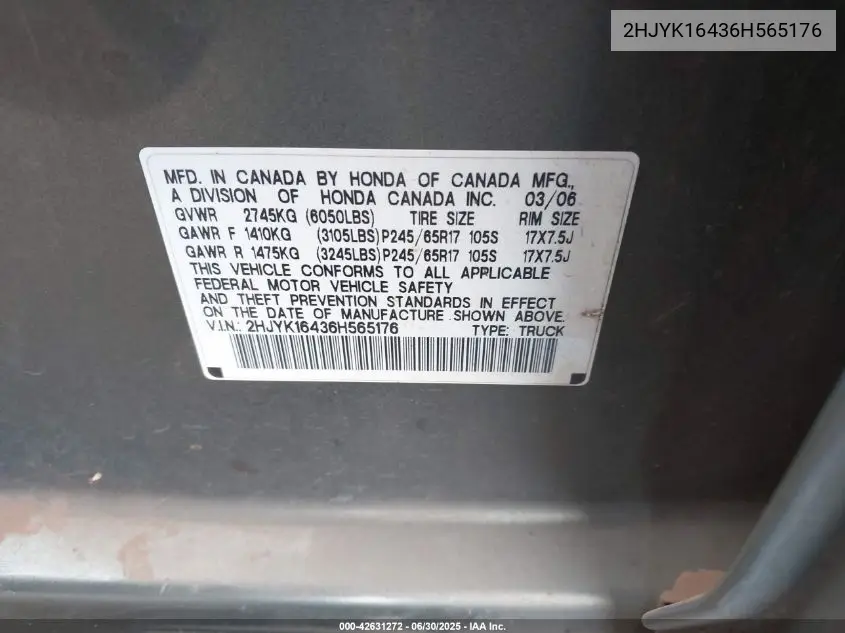 2HJYK16436H565176
MFD. IN CANADA BY HONDA OF CANADA MFG.,
A DIVISION OF HONDA CANADA INC. 03/06
GVWR 2745KG (6050LBS) TIRE SIZE RIM SIZE
GAWR F 1410KG (3105LBS) P245/65R17 105S 17X7.5J
GAWR R 1475KG (3245LBS) P245/65R17 105S 17X7.5J
THIS VEHICLE CONFORMS TO ALL APPLICABLE
FEDERAL MOTOR VEHICLE SAFETY
AND THEFT PREVENTION STANDARDS IN EFFECT
ON THE DATE OF MANUFACTURE SHOWN ABOVE.
V.I.N.: 2HJYK16436H565176 TYPE: TRUCK
000-42631272 - 06/30/2025 - IAA Inc.